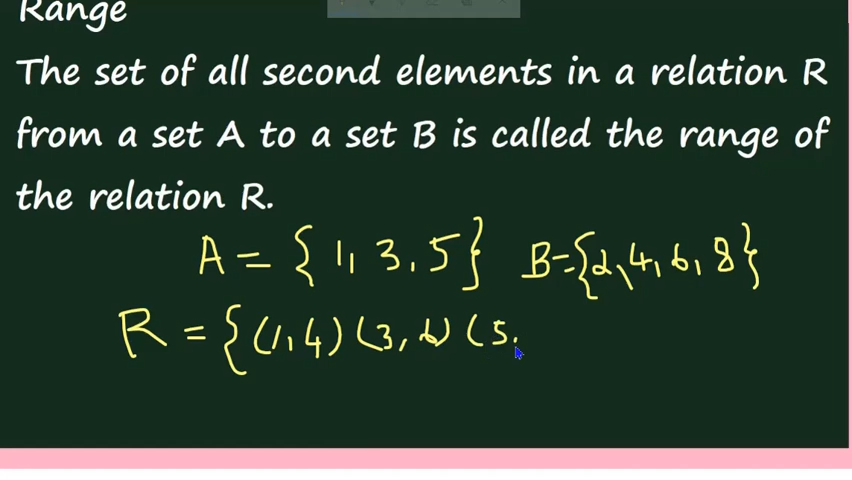 Range
The set of all second elements in a relation R
from a set A to a set B is called the range of
the relation R.
A = {1, 3, 5} B={2, 4, 6, 8}
R = {(1, 4) (3, 6) (5,